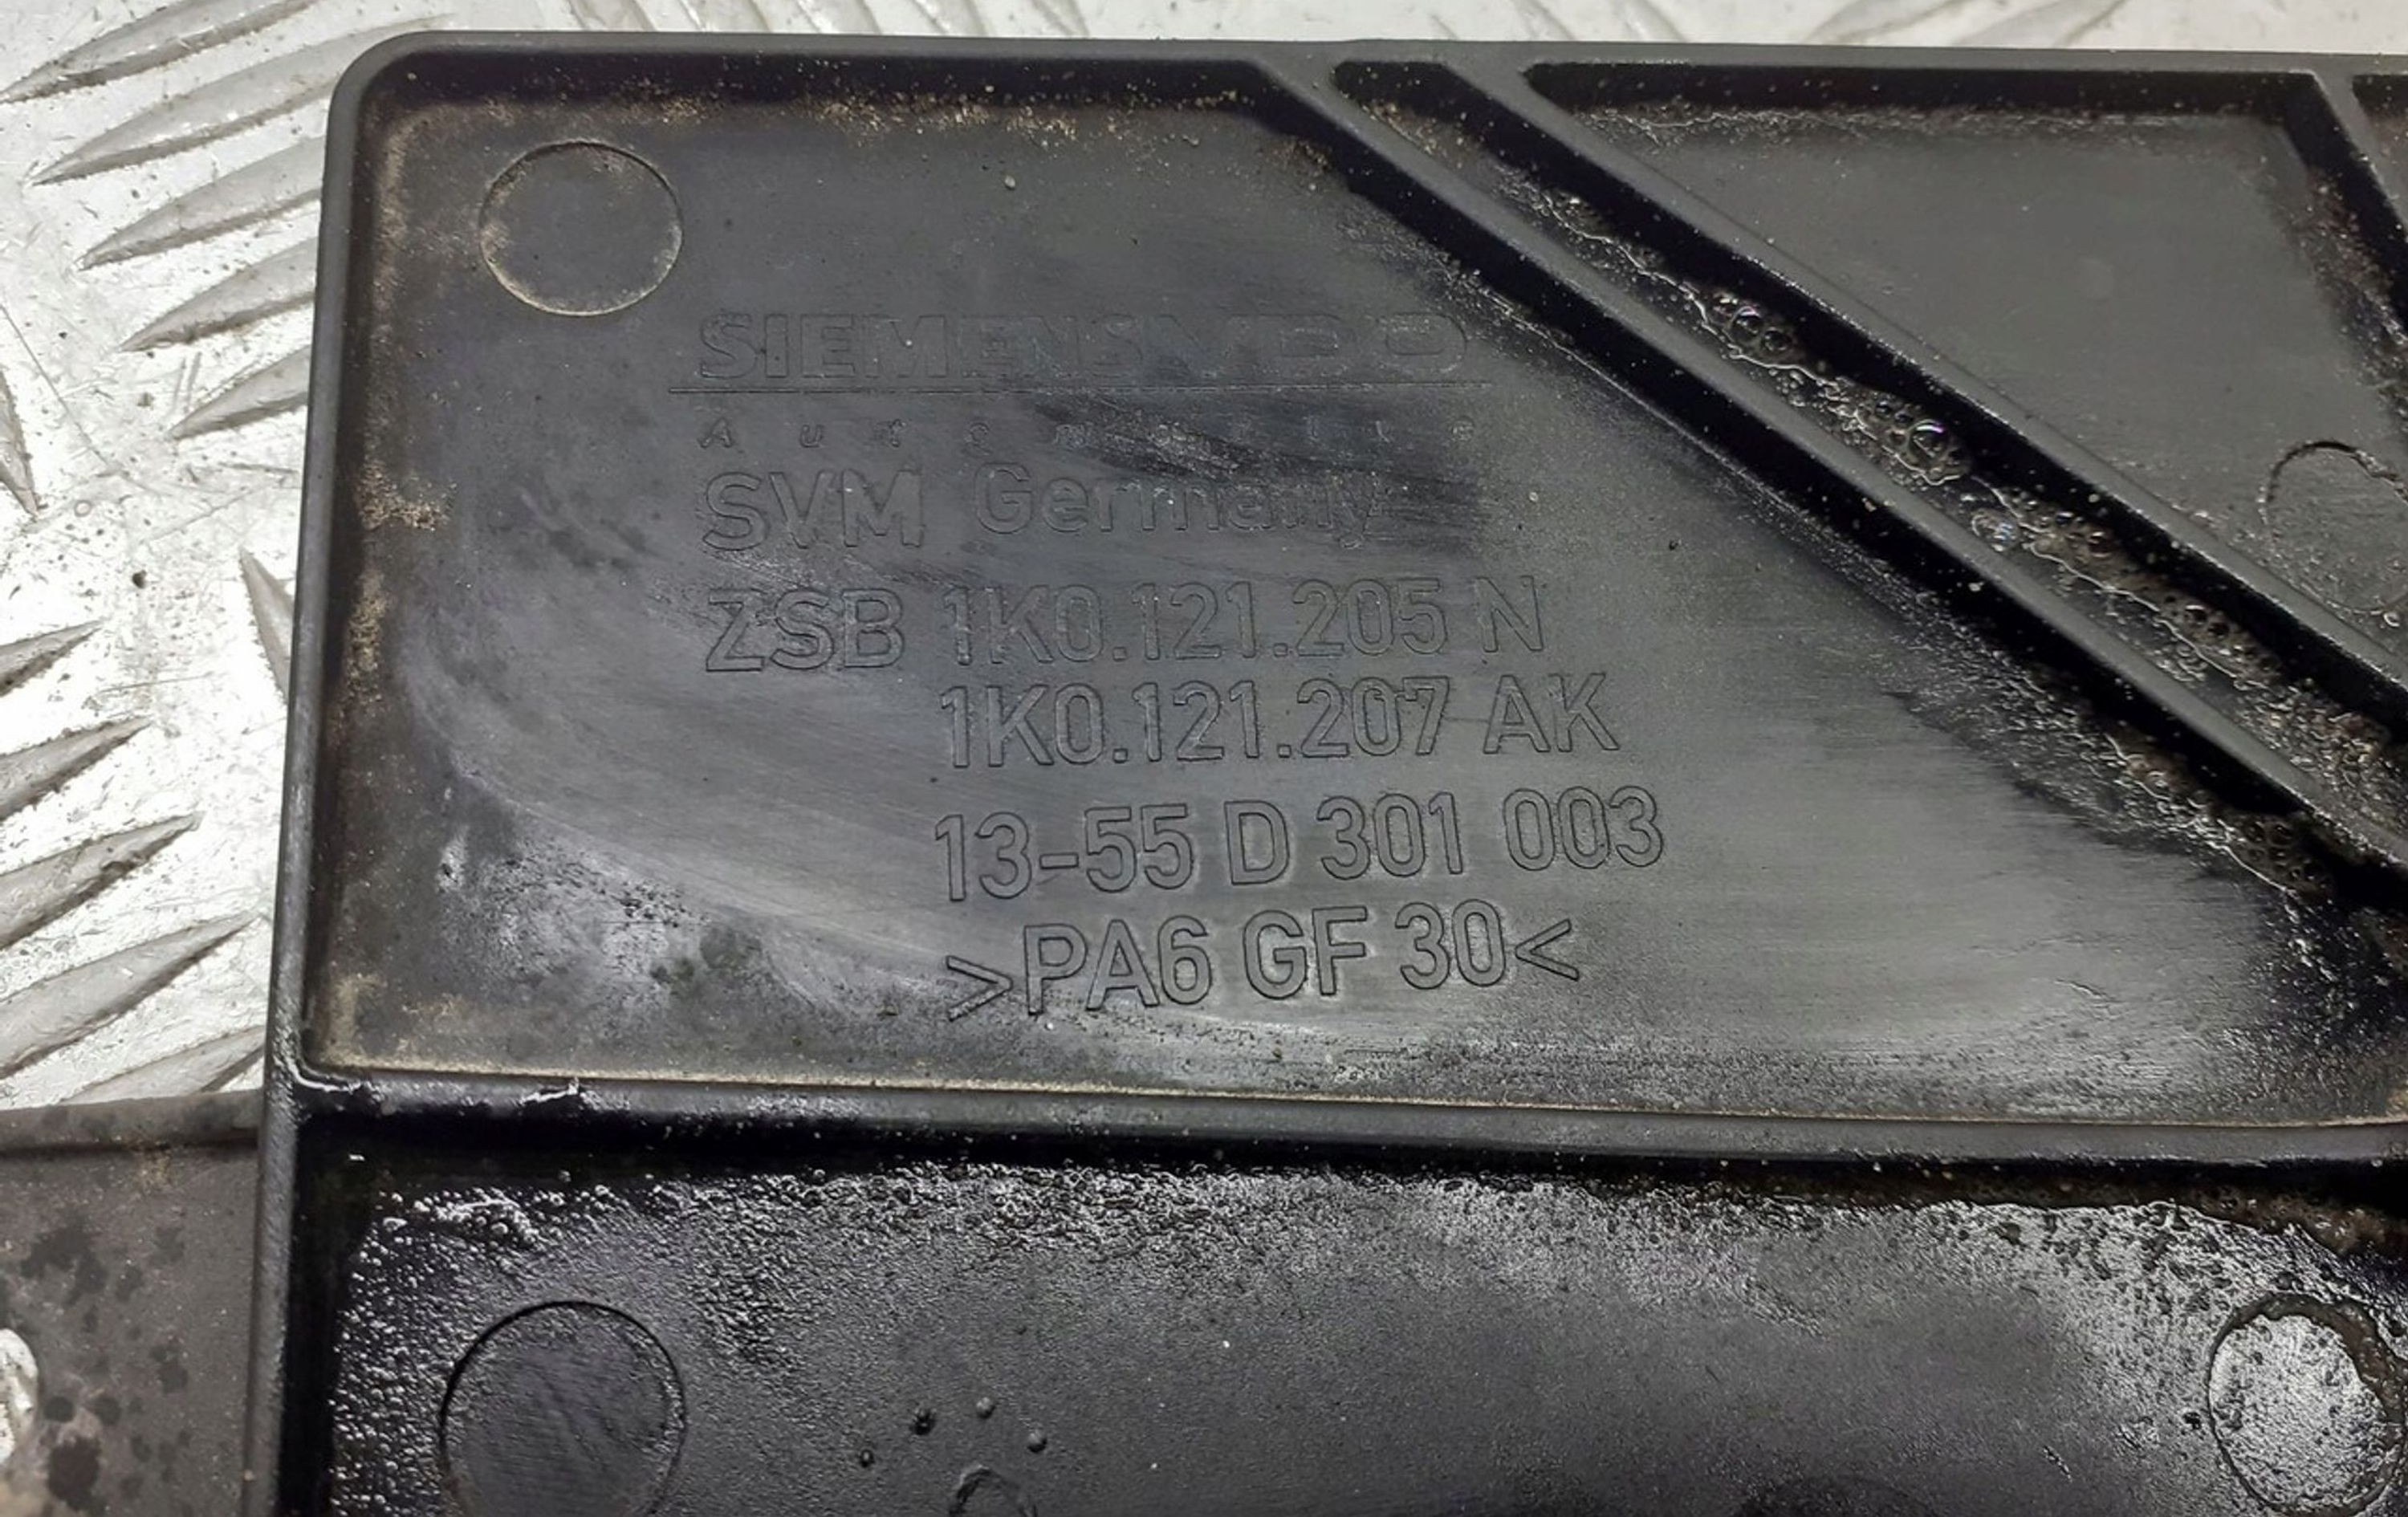 SIEMENS VDO
Automotive
SVM Germany
ZSB 1K0.121.205 N
1K0.121.207 AK
13-55 D 301 003
>PA6 GF 30<